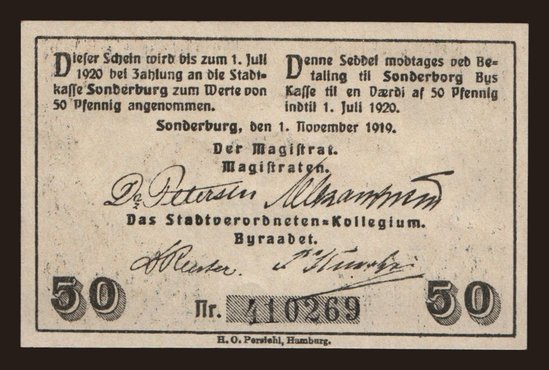 Dieser Schein wird bis zum 1. Juli
1920 bei Zahlung an die Stadt-
kasse Sonderburg zum Werte von
50 Pfennig angenommen.
Denne Seddel modtages ved Be-
taling til Sonderborg Bys
Kasse til en Værdi af 50 Pfennig
indtil 1. Juli 1920.
Sonderburg, den 1. November 1919.
Der Magistrat.
Magistraten.
Petersen
Das Stadtverordneten=Kollegium.
Byraadet.
50 Nr. 410269 50
H. O. Persiehl, Hamburg.